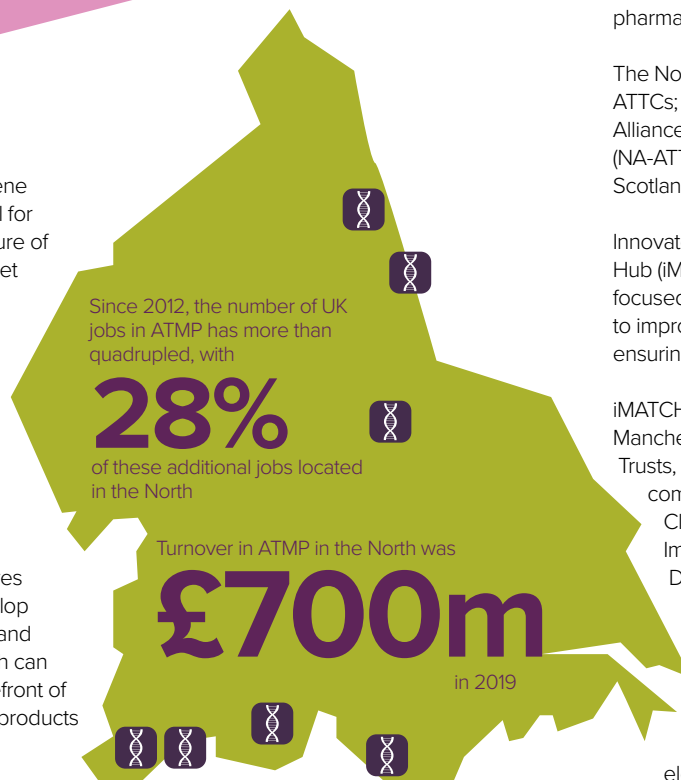 ene
l for
ure of
et
es
lop
and
n can
efront of
products
Since 2012, the number of UK
jobs in ATMP has more than
quadrupled, with
28%
of these additional jobs located
in the North
Turnover in ATMP in the North was
£700m
in 2019
pharma
The No
ATTCs;
Alliance
(NA-ATT
Scotlan
Innovat
Hub (iM
focused
to impro
ensurin
iMATCH
Manche
Trusts,
com
Cl
Im
D
el